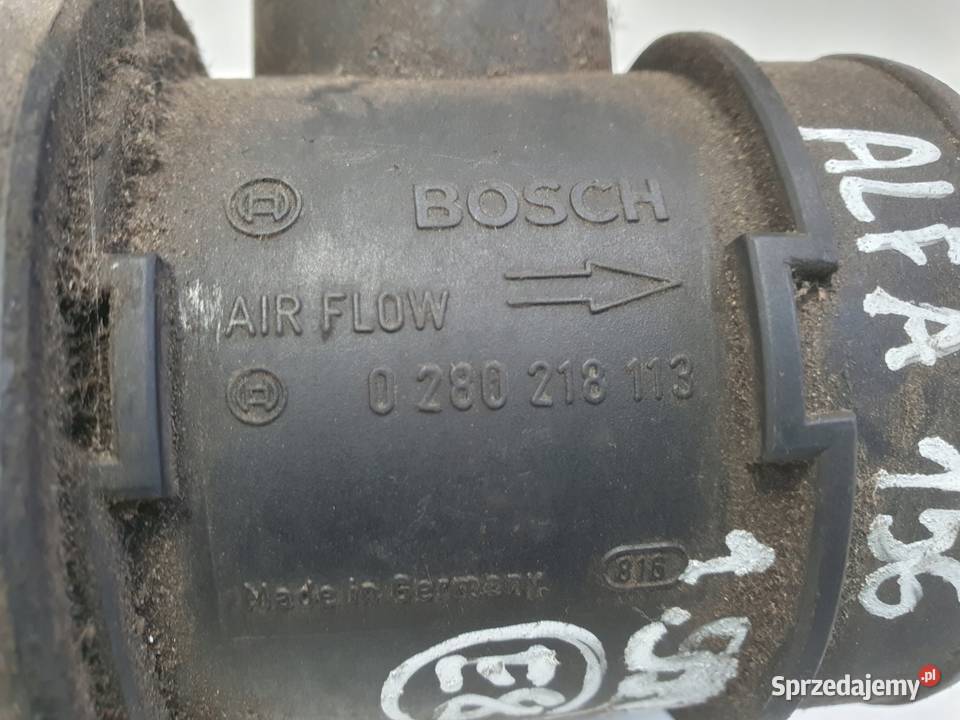 BOSCH
AIR FLOW
0 280 218 113
Made in Germany.
816
ALFA 156
Sprzedajemy.pl